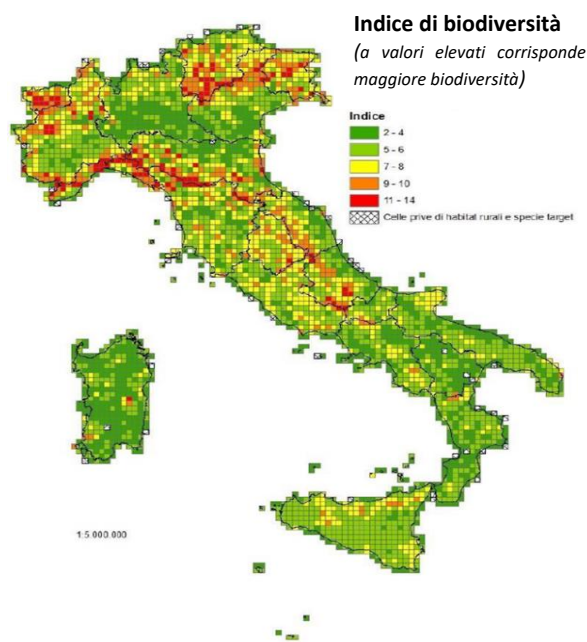 Indice di biodiversità
(a valori elevati corrisponde
maggiore biodiversità)
Indice
2 - 4
5 - 6
7 - 8
9 - 10
11 - 14
Celle prive di habitat rurali e specie target
1:5.000.000